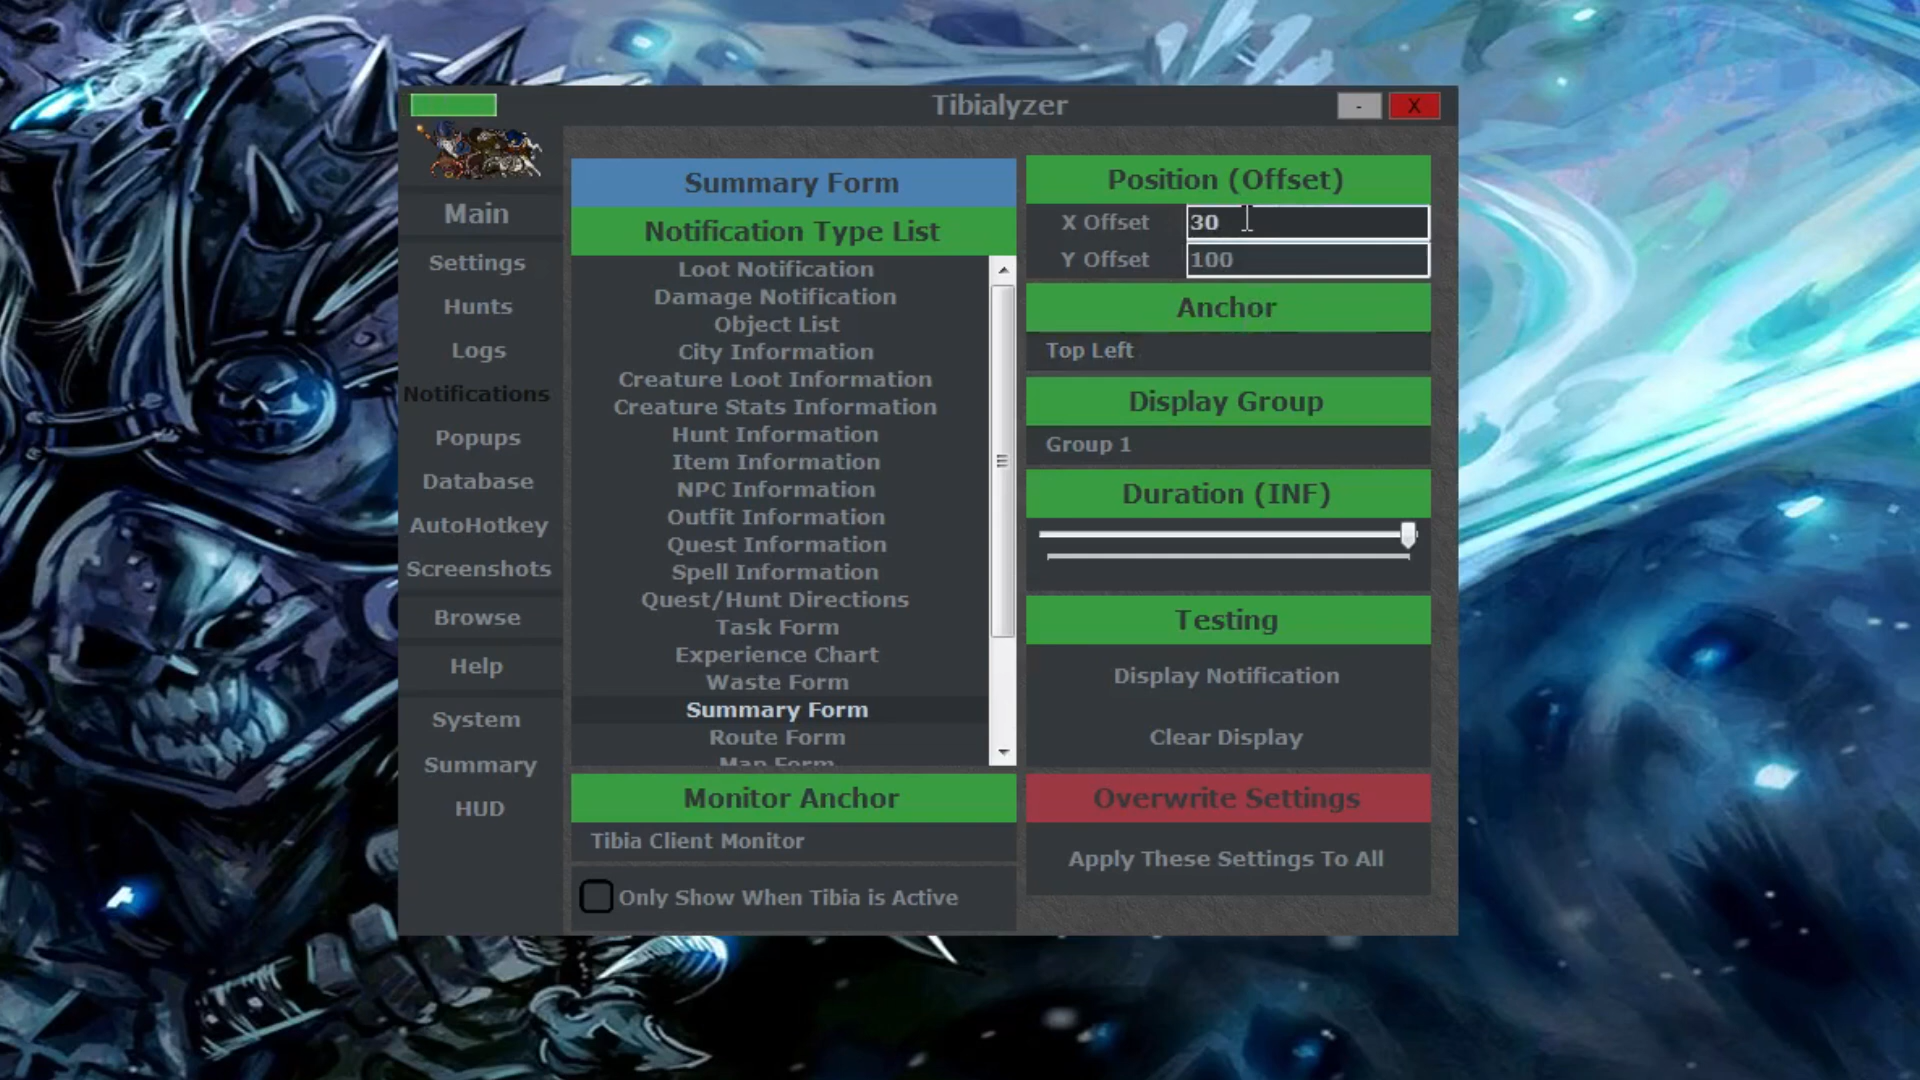 Tibialyzer
-
X
Main
Settings
Hunts
Logs
Notifications
Popups
Database
AutoHotkey
Screenshots
Browse
Help
System
Summary
HUD
Summary Form
Notification Type List
Loot Notification
Damage Notification
Object List
City Information
Creature Loot Information
Creature Stats Information
Hunt Information
Item Information
NPC Information
Outfit Information
Quest Information
Spell Information
Quest/Hunt Directions
Task Form
Experience Chart
Waste Form
Summary Form
Route Form
Map Form
Monitor Anchor
Tibia Client Monitor
Only Show When Tibia is Active
Position (Offset)
X Offset 30
Y Offset 100
Anchor
Top Left
Display Group
Group 1
Duration (INF)
Testing
Display Notification
Clear Display
Overwrite Settings
Apply These Settings To All